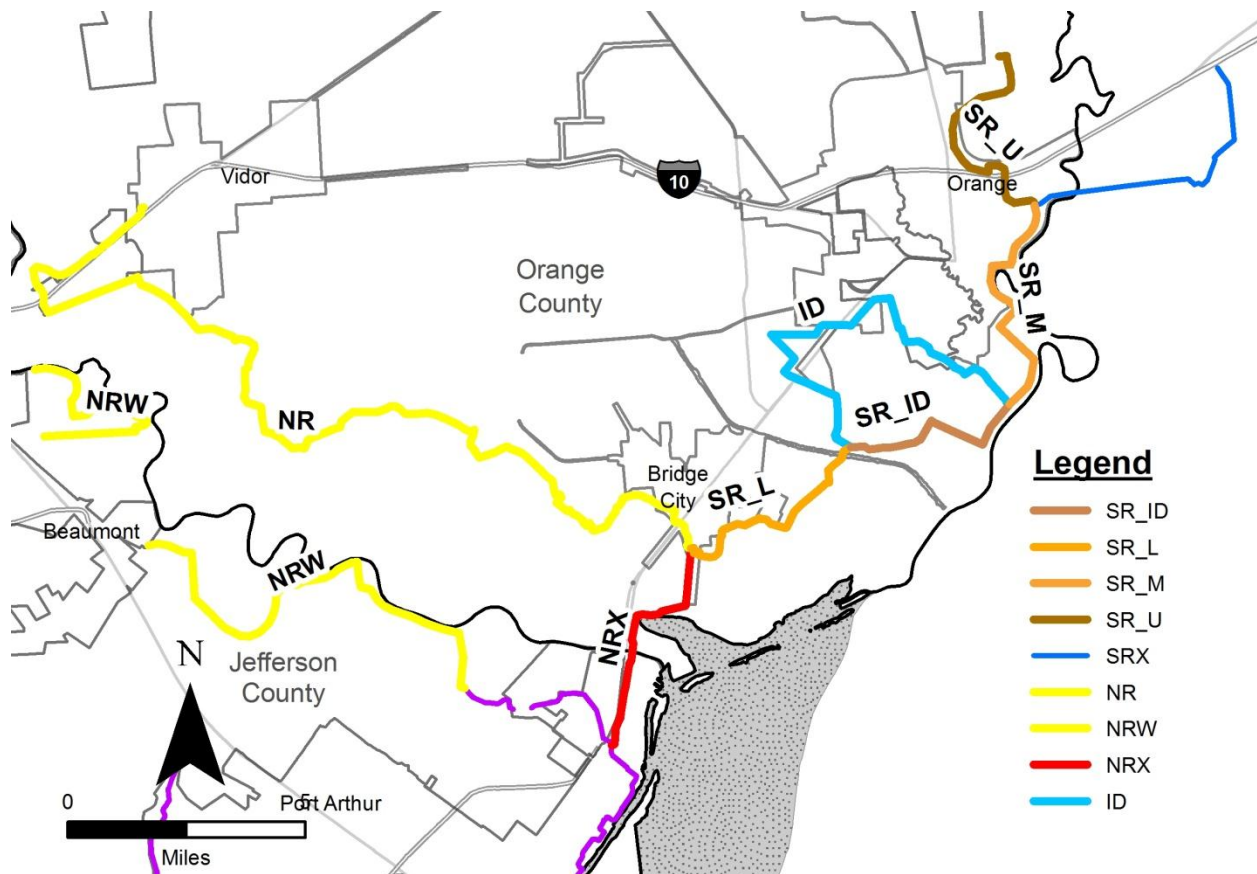 SR_U
Vidor
10
Orange
Orange
County
SR_M
ID
NRW
NR
SR_ID
Bridge
City
SR_L
Beaumont
NRW
NRX
N
Jefferson
County
0
5
Port Arthur
Miles
Legend
SR_ID
SR_L
SR_M
SR_U
SRX
NR
NRW
NRX
ID